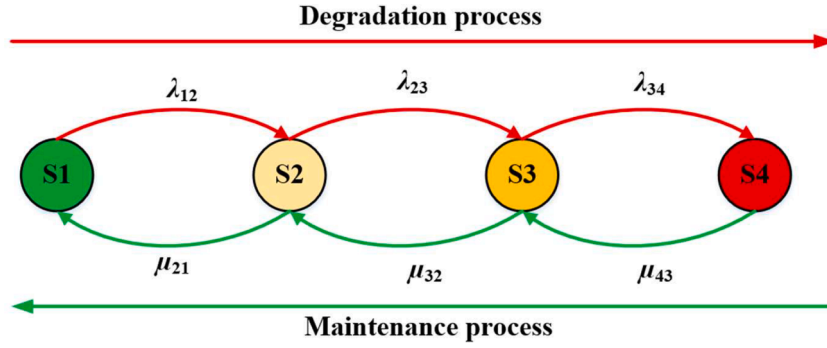 Degradation process
λ12 λ23 λ34
S1 S2 S3 S4
μ21 μ32 μ43
Maintenance process